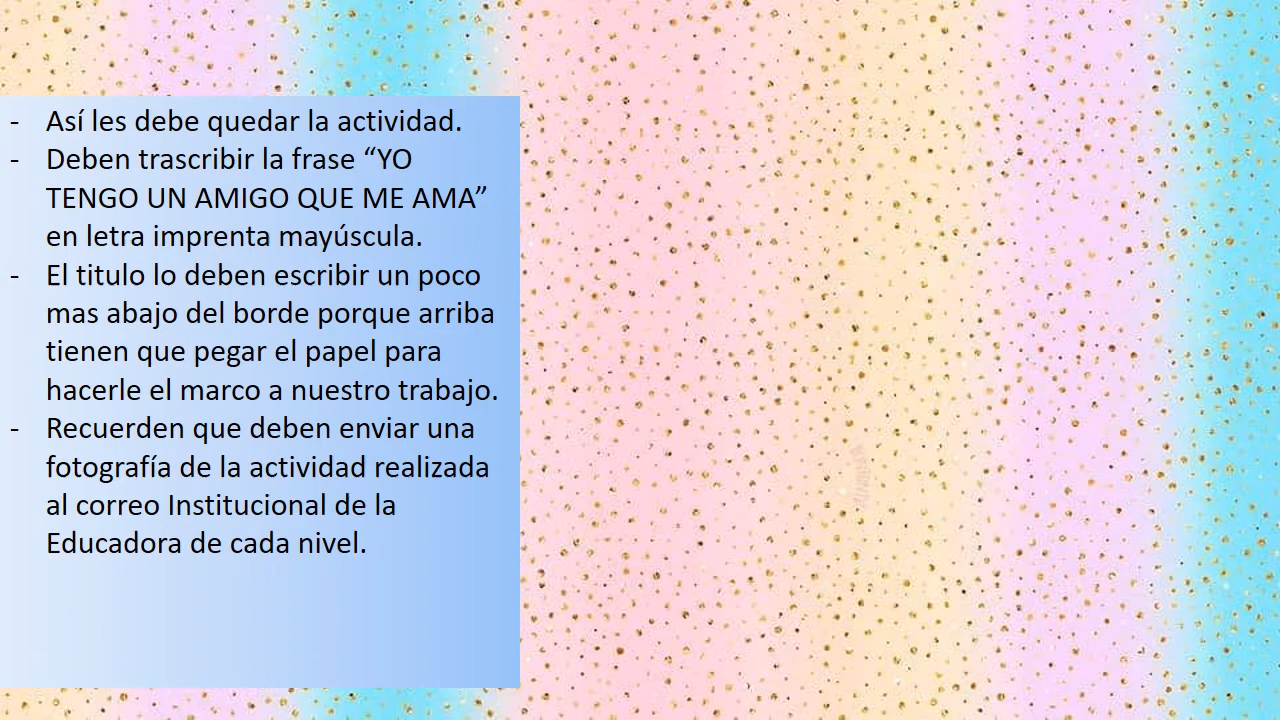 - Así les debe quedar la actividad.
- Deben trascribir la frase “YO
TENGO UN AMIGO QUE ME AMA”
en letra imprenta mayúscula.
- El titulo lo deben escribir un poco
mas abajo del borde porque arriba
tienen que pegar el papel para
hacerle el marco a nuestro trabajo.
- Recuerden que deben enviar una
fotografía de la actividad realizada
al correo Institucional de la
Educadora de cada nivel.